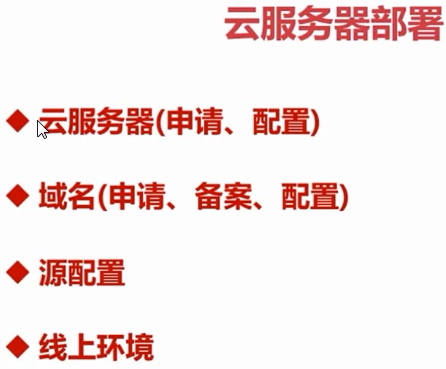 云服务器部署
◆ 云服务器(申请、配置)
◆ 域名(申请、备案、配置)
◆ 源配置
◆ 线上环境